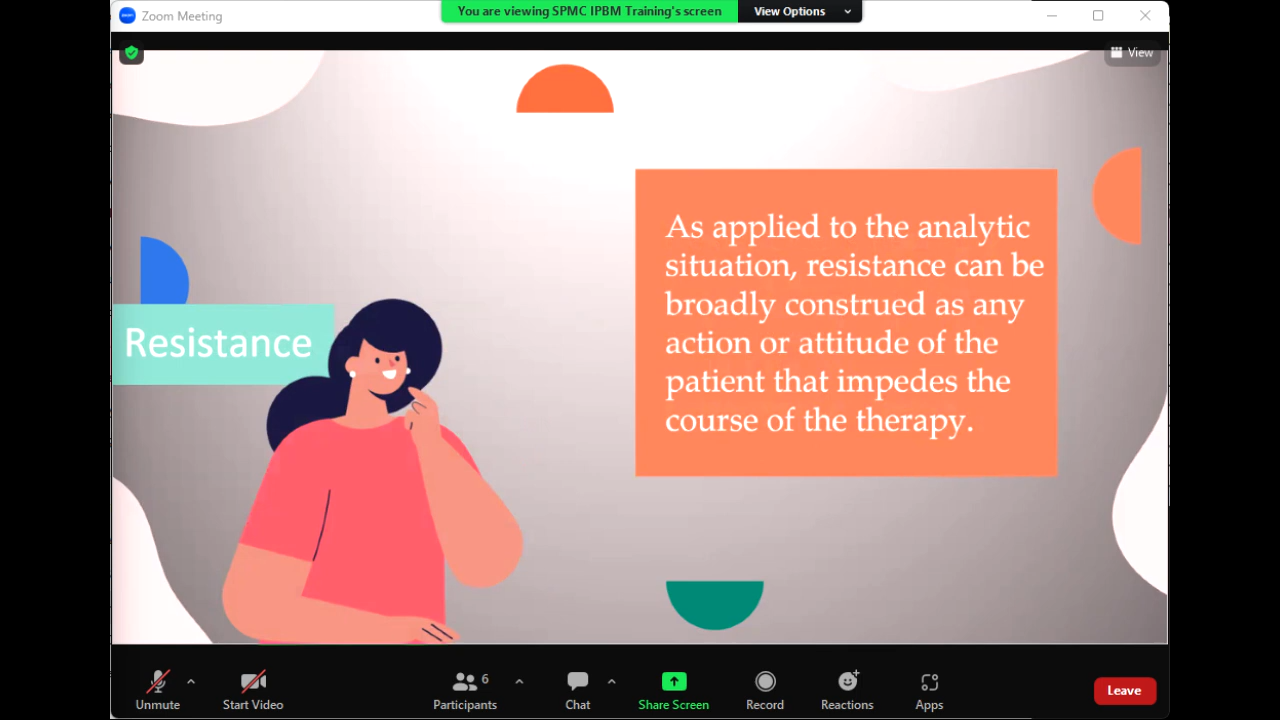 Zoom Meeting
You are viewing SPMC IPBM Training's screen
View Options
View
As applied to the analytic
situation, resistance can be
broadly construed as any
action or attitude of the
patient that impedes the
course of the therapy.
Resistance
Unmute
Start Video
6
Participants
Chat
Share Screen
Record
Reactions
Apps
Leave